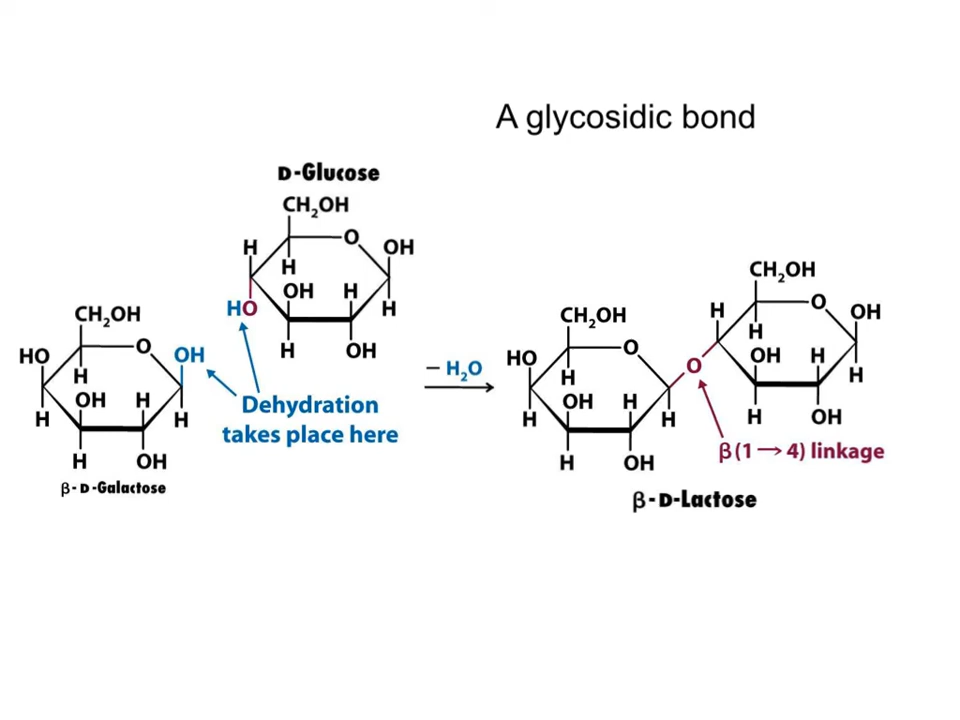 A glycosidic bond
D-Glucose
CH₂OH
H
O
OH
H
OH
H
HO
H
H
OH
CH₂OH
HO
O
OH
H
OH
H
H
H
H
OH
β-D-Galactose
Dehydration
takes place here
− H₂O
CH₂OH
HO
O
H
OH
H
H
H
H
OH
O
CH₂OH
H
O
OH
H
OH
H
H
H
OH
β(1 → 4) linkage
β-D-Lactose